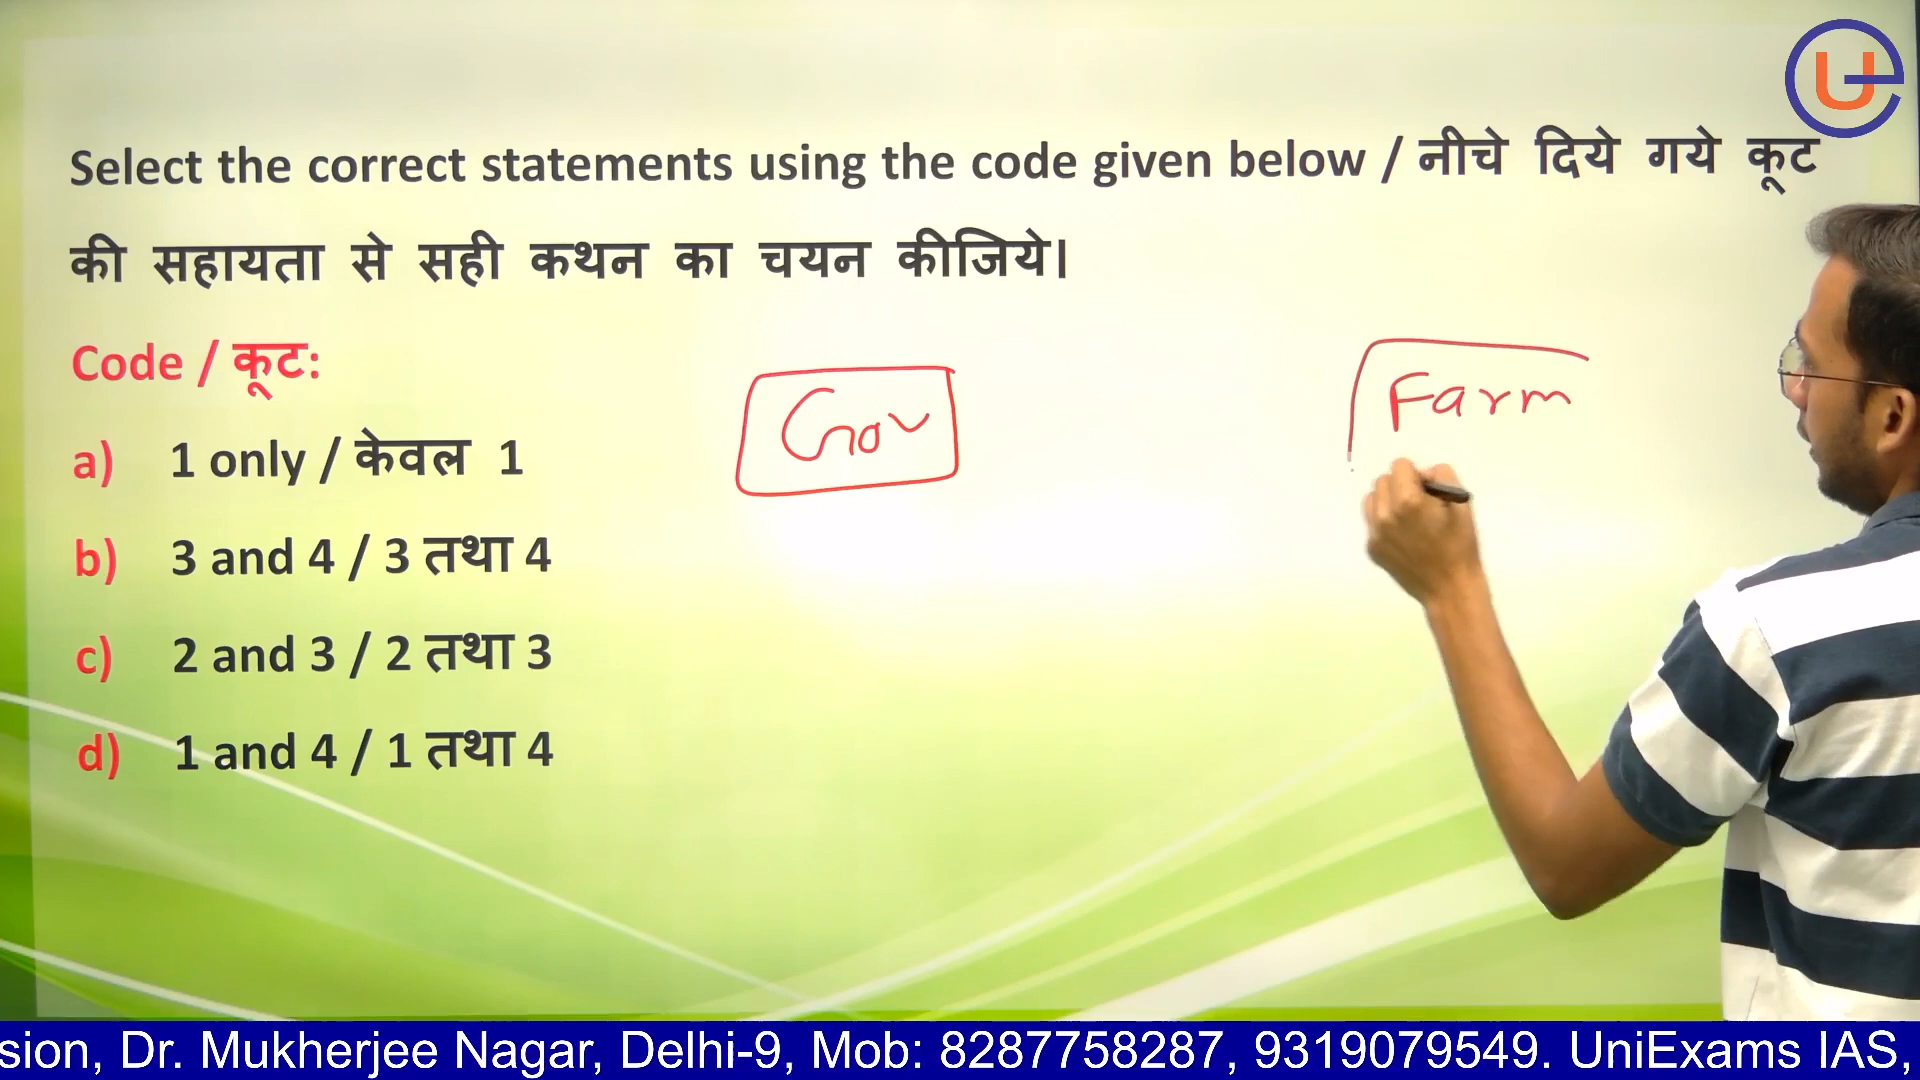 Select the correct statements using the code given below / नीचे दिये गये कूट
की सहायता से सही कथन का चयन कीजिये।
Code / कूट:
a) 1 only / केवल 1
b) 3 and 4 / 3 तथा 4
c) 2 and 3 / 2 तथा 3
d) 1 and 4 / 1 तथा 4
Gov
Farm
sion, Dr. Mukherjee Nagar, Delhi-9, Mob: 8287758287, 9319079549. UniExams IAS,